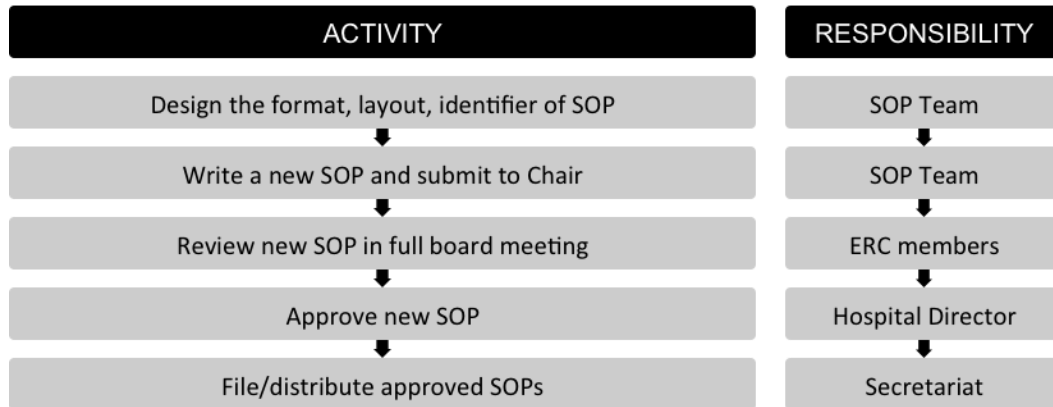 ACTIVITY RESPONSIBILITY
Design the format, layout, identifier of SOP SOP Team
Write a new SOP and submit to Chair SOP Team
Review new SOP in full board meeting ERC members
Approve new SOP Hospital Director
File/distribute approved SOPs Secretariat